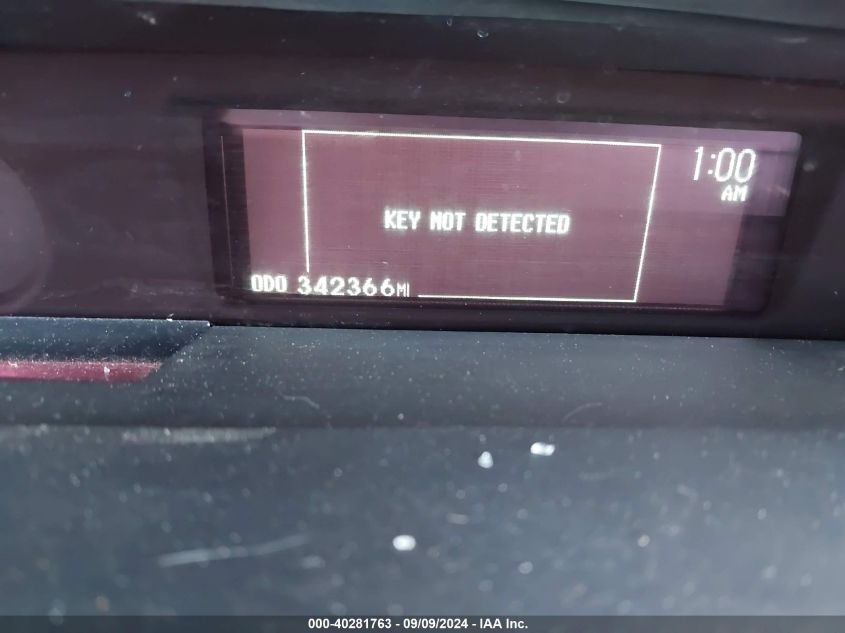 1:00
AM
KEY NOT DETECTED
ODO 342366MI
000-40281763 - 09/09/2024 - IAA Inc.